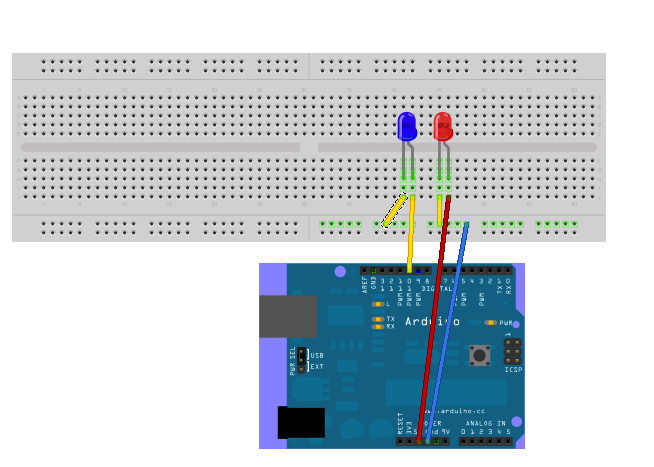 AREF
GND
13
12
11
10
9
8
7
6
5
4
3
2
1
0
PWM
PWM
PWM
DIGITAL
PWM
PWM
PWM
TX
RX
L
TX
RX
Arduino
PWR
1
ICSP
PWR SEL
USB
EXT
www.arduino.cc
RESET
3V3
5
Gnd
9V
POWER
ANALOG IN
0 1 2 3 4 5